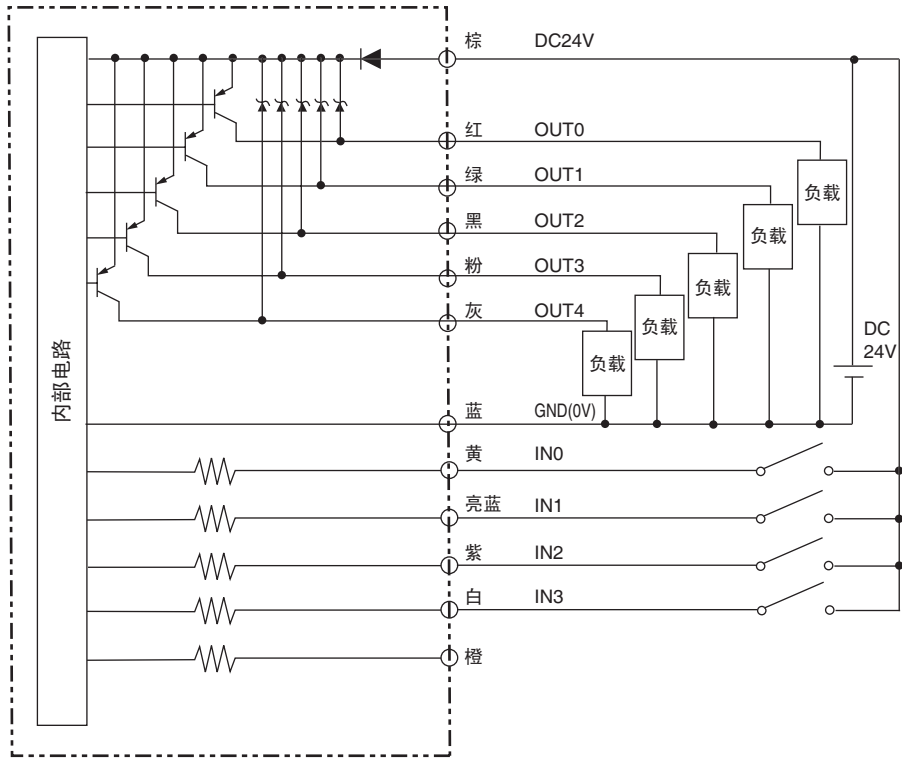 棕 DC24V
红 OUT0
绿 OUT1
黑 OUT2
粉 OUT3
灰 OUT4
负载
负载
负载
负载
负载
DC
24V
内部电路
蓝 GND(0V)
黄 IN0
亮蓝 IN1
紫 IN2
白 IN3
橙